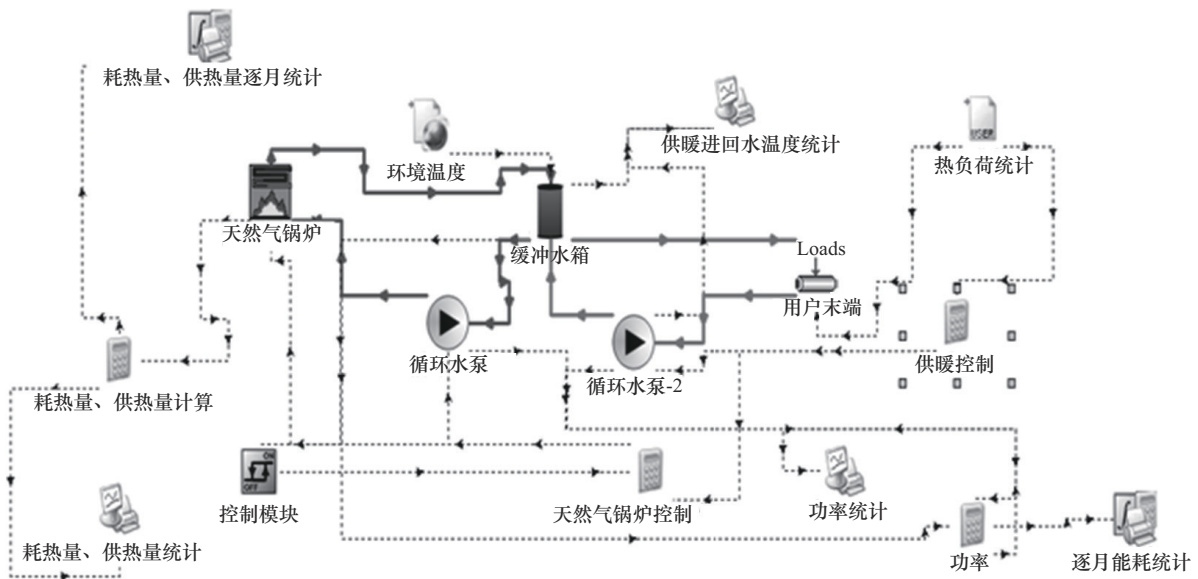 耗热量、供热量逐月统计
供暖进回水温度统计
USER
热负荷统计
环境温度
天然气锅炉
缓冲水箱
Loads
用户末端
循环水泵
循环水泵-2
供暖控制
耗热量、供热量计算
ON
OFF
控制模块
天然气锅炉控制
功率统计
耗热量、供热量统计
功率
逐月能耗统计